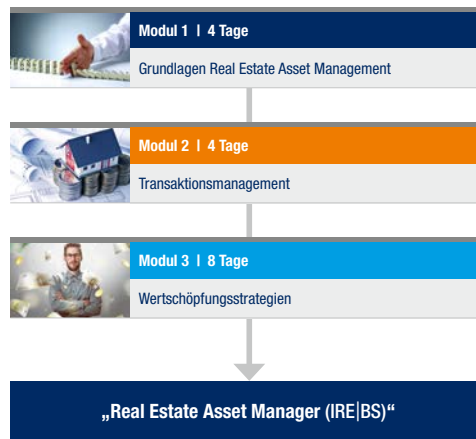 Modul 1 | 4 Tage
Grundlagen Real Estate Asset Management
Modul 2 | 4 Tage
Transaktionsmanagement
Modul 3 | 8 Tage
Wertschöpfungsstrategien
„Real Estate Asset Manager (IRE|BS)“